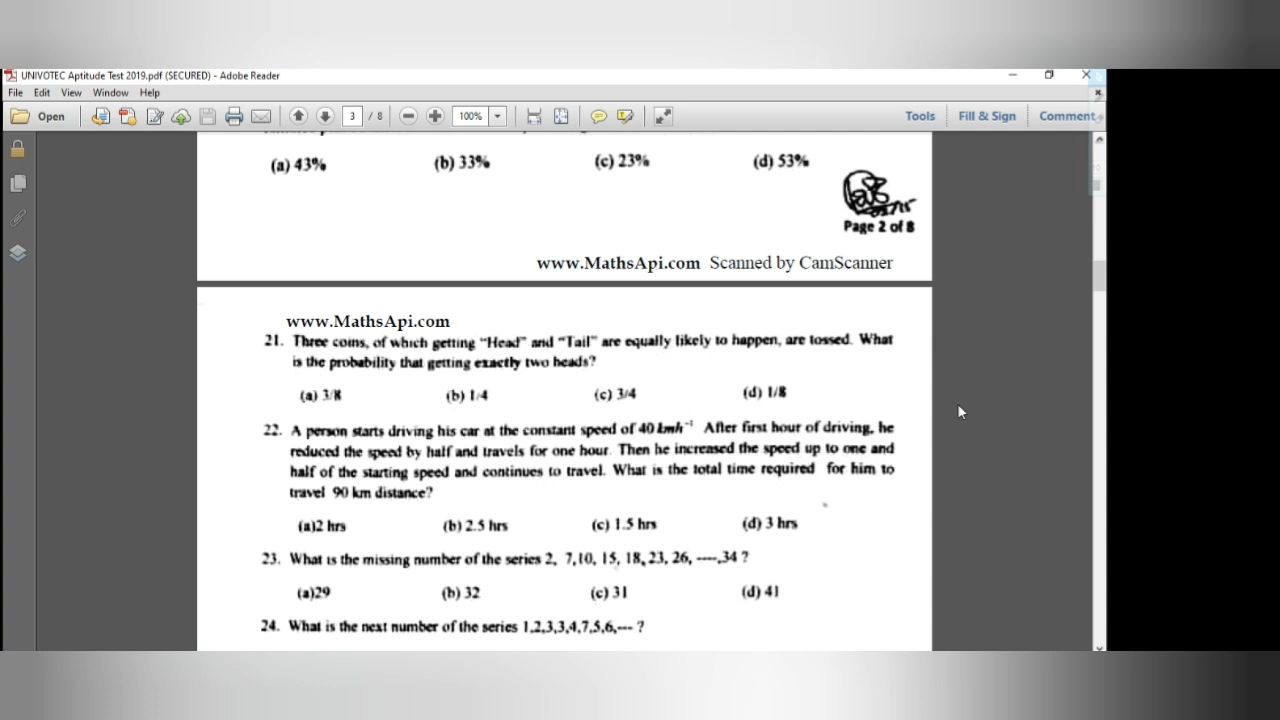 UNIVOTEC Aptitude Test 2019.pdf (SECURED) - Adobe Reader
File Edit View Window Help
Open 3 / 8 100% Tools Fill & Sign Comment
(a) 43% (b) 33% (c) 23% (d) 53%
Page 2 of 8
www.MathsApi.com Scanned by CamScanner
www.MathsApi.com
21. Three coins, of which getting “Head” and “Tail” are equally likely to happen, are tossed. What
is the probability that getting exactly two heads?
(a) 3/8 (b) 1/4 (c) 3/4 (d) 1/8
22. A person starts driving his car at the constant speed of 40 kmh⁻¹ After first hour of driving, he
reduced the speed by half and travels for one hour. Then he increased the speed up to one and
half of the starting speed and continues to travel. What is the total time required for him to
travel 90 km distance?
(a)2 hrs (b) 2.5 hrs (c) 1.5 hrs (d) 3 hrs
23. What is the missing number of the series 2, 7,10, 15, 18, 23, 26, ----,34 ?
(a)29 (b) 32 (c) 31 (d) 41
24. What is the next number of the series 1,2,3,3,4,7,5,6,--- ?